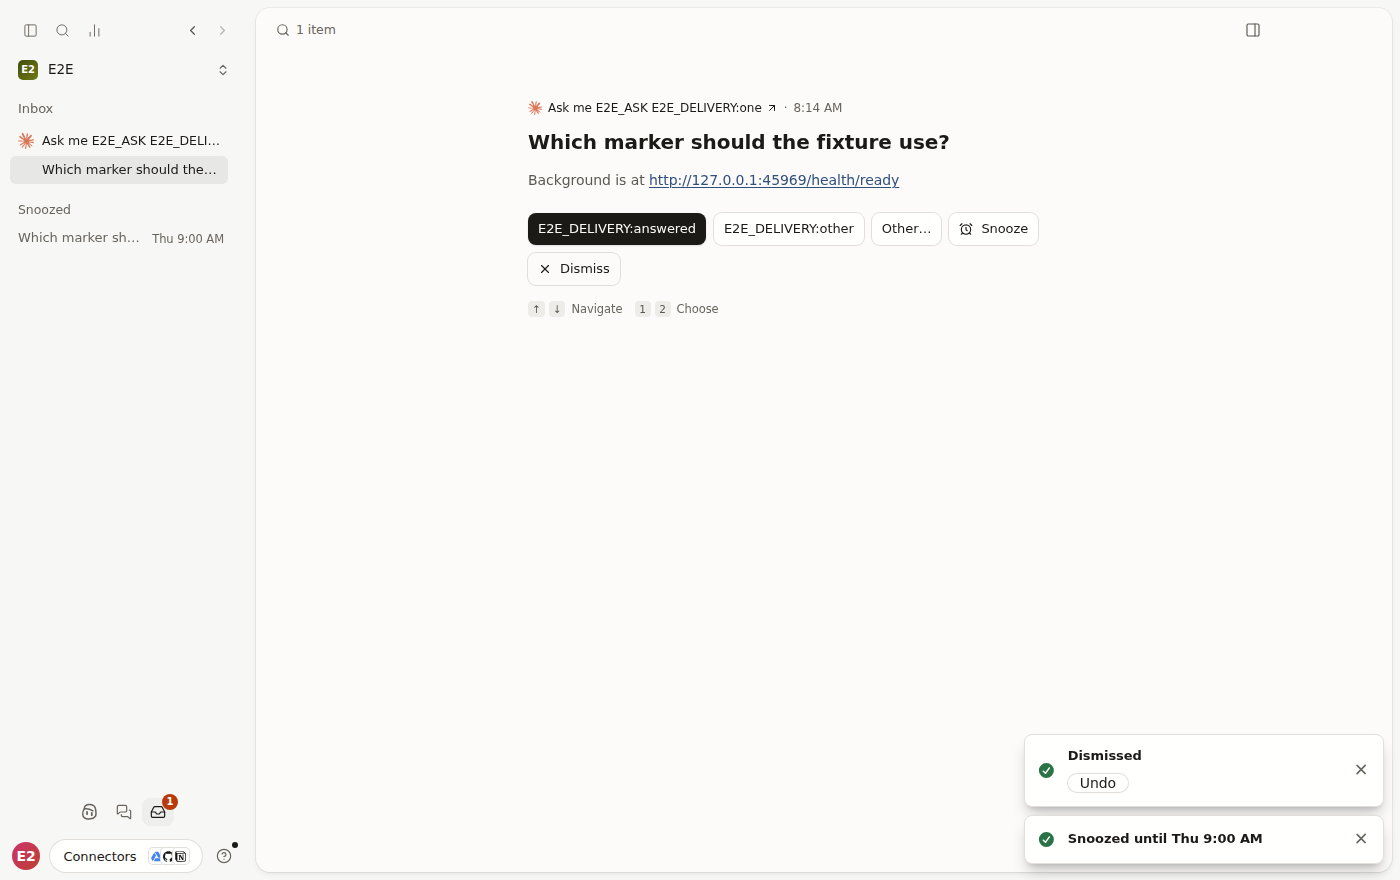 E2 E2E
Inbox
Ask me E2E_ASK E2E_DELI...
Which marker should the...
Snoozed
Which marker sh... Thu 9:00 AM
1
E2 Connectors
1 item
Ask me E2E_ASK E2E_DELIVERY:one · 8:14 AM
Which marker should the fixture use?
Background is at http://127.0.0.1:45969/health/ready
E2E_DELIVERY:answered E2E_DELIVERY:other Other... Snooze
Dismiss
↑ ↓ Navigate 1 2 Choose
Dismissed
Undo
Snoozed until Thu 9:00 AM